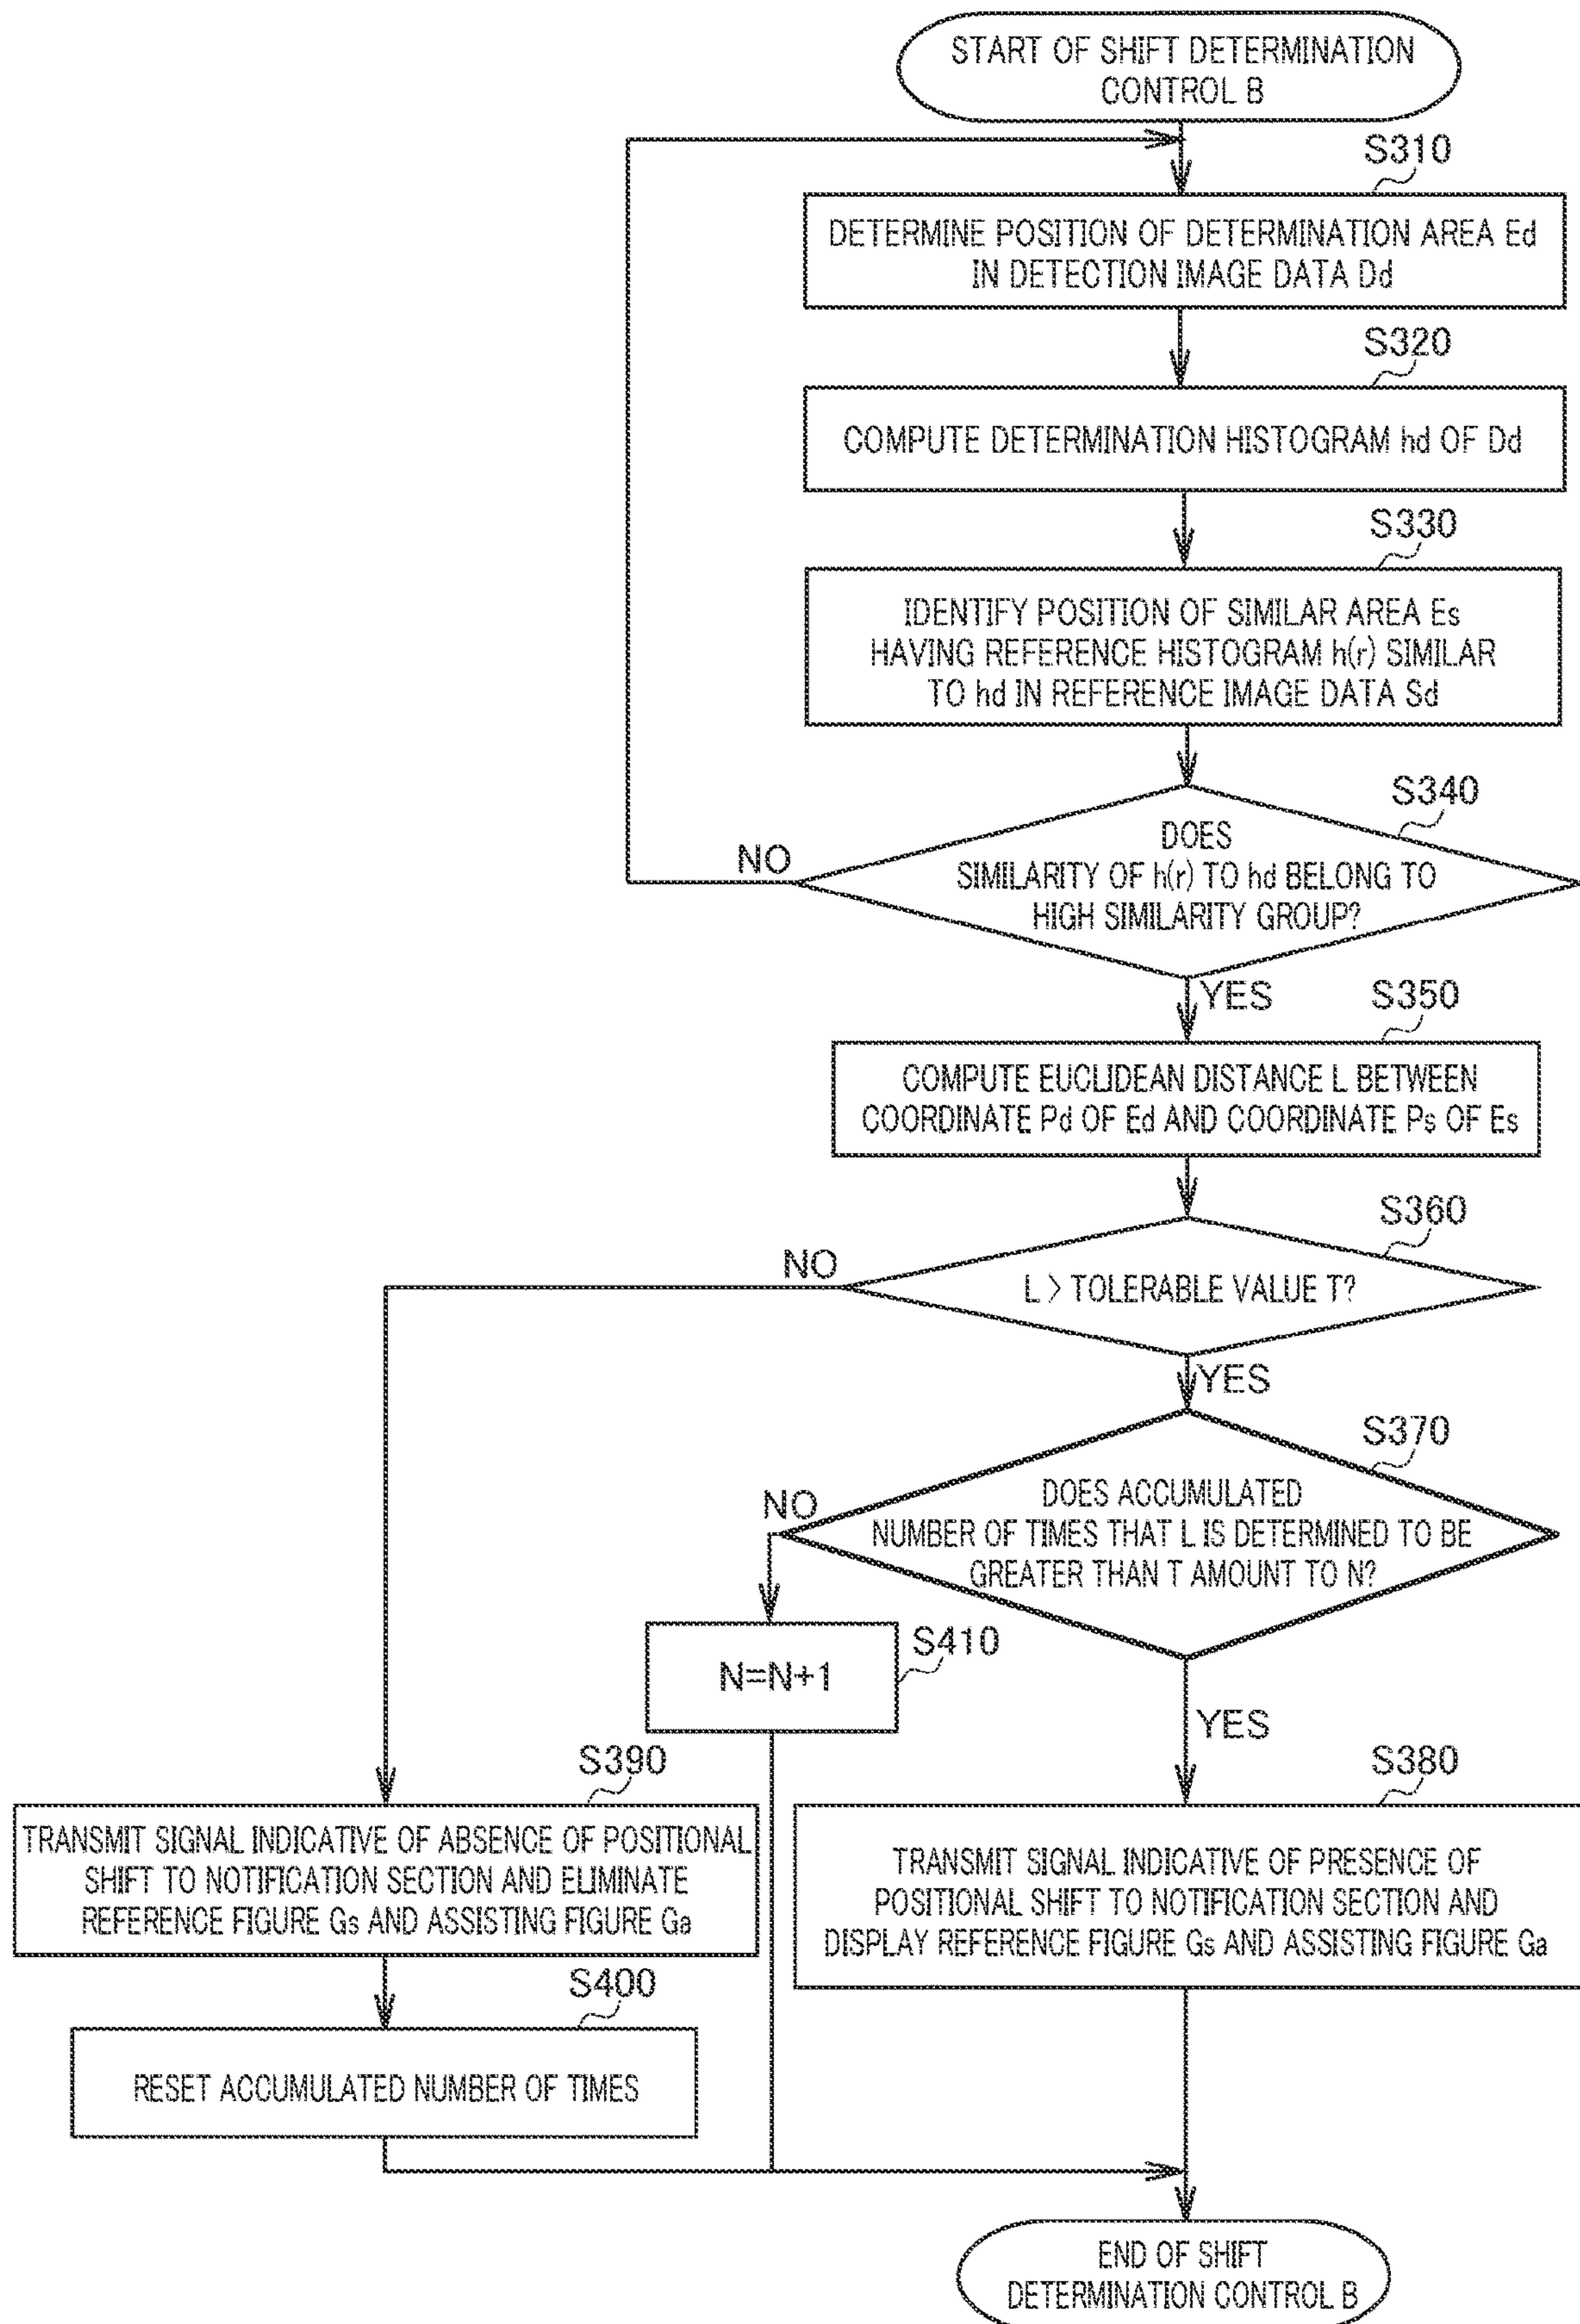 START OF SHIFT DETERMINATION
CONTROL B
S310
DETERMINE POSITION OF DETERMINATION AREA Ed
IN DETECTION IMAGE DATA Dd
S320
COMPUTE DETERMINATION HISTOGRAM hd OF Dd
S330
IDENTIFY POSITION OF SIMILAR AREA Es
HAVING REFERENCE HISTOGRAM h(r) SIMILAR
TO hd IN REFERENCE IMAGE DATA Sd
S340
NO
DOES
SIMILARITY OF h(r) TO hd BELONG TO
HIGH SIMILARITY GROUP?
YES
S350
COMPUTE EUCLIDEAN DISTANCE L BETWEEN
COORDINATE Pd OF Ed AND COORDINATE Ps OF Es
S360
NO
L > TOLERABLE VALUE T?
YES
S370
NO
DOES ACCUMULATED
NUMBER OF TIMES THAT L IS DETERMINED TO BE
GREATER THAN T AMOUNT TO N?
S410
N=N+1
YES
S390
S380
TRANSMIT SIGNAL INDICATIVE OF ABSENCE OF POSITIONAL
SHIFT TO NOTIFICATION SECTION AND ELIMINATE
REFERENCE FIGURE Gs AND ASSISTING FIGURE Ga
TRANSMIT SIGNAL INDICATIVE OF PRESENCE OF
POSITIONAL SHIFT TO NOTIFICATION SECTION AND
DISPLAY REFERENCE FIGURE Gs AND ASSISTING FIGURE Ga
S400
RESET ACCUMULATED NUMBER OF TIMES
END OF SHIFT
DETERMINATION CONTROL B